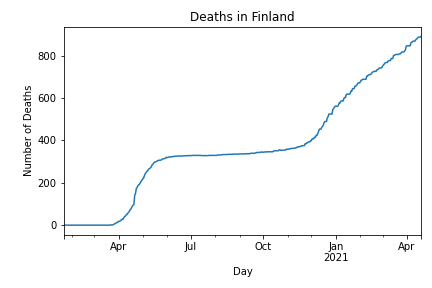 Deaths in Finland
Number of Deaths
800
600
400
200
0
Apr
Jul
Oct
Jan
2021
Apr
Day